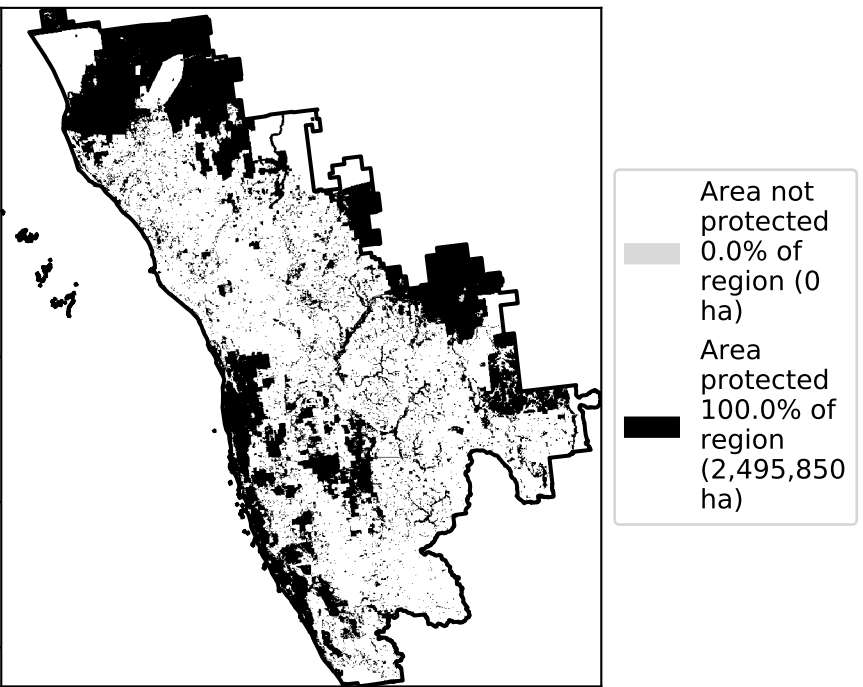 Area not
protected
0.0% of
region (0
ha)
Area
protected
100.0% of
region
(2,495,850
ha)